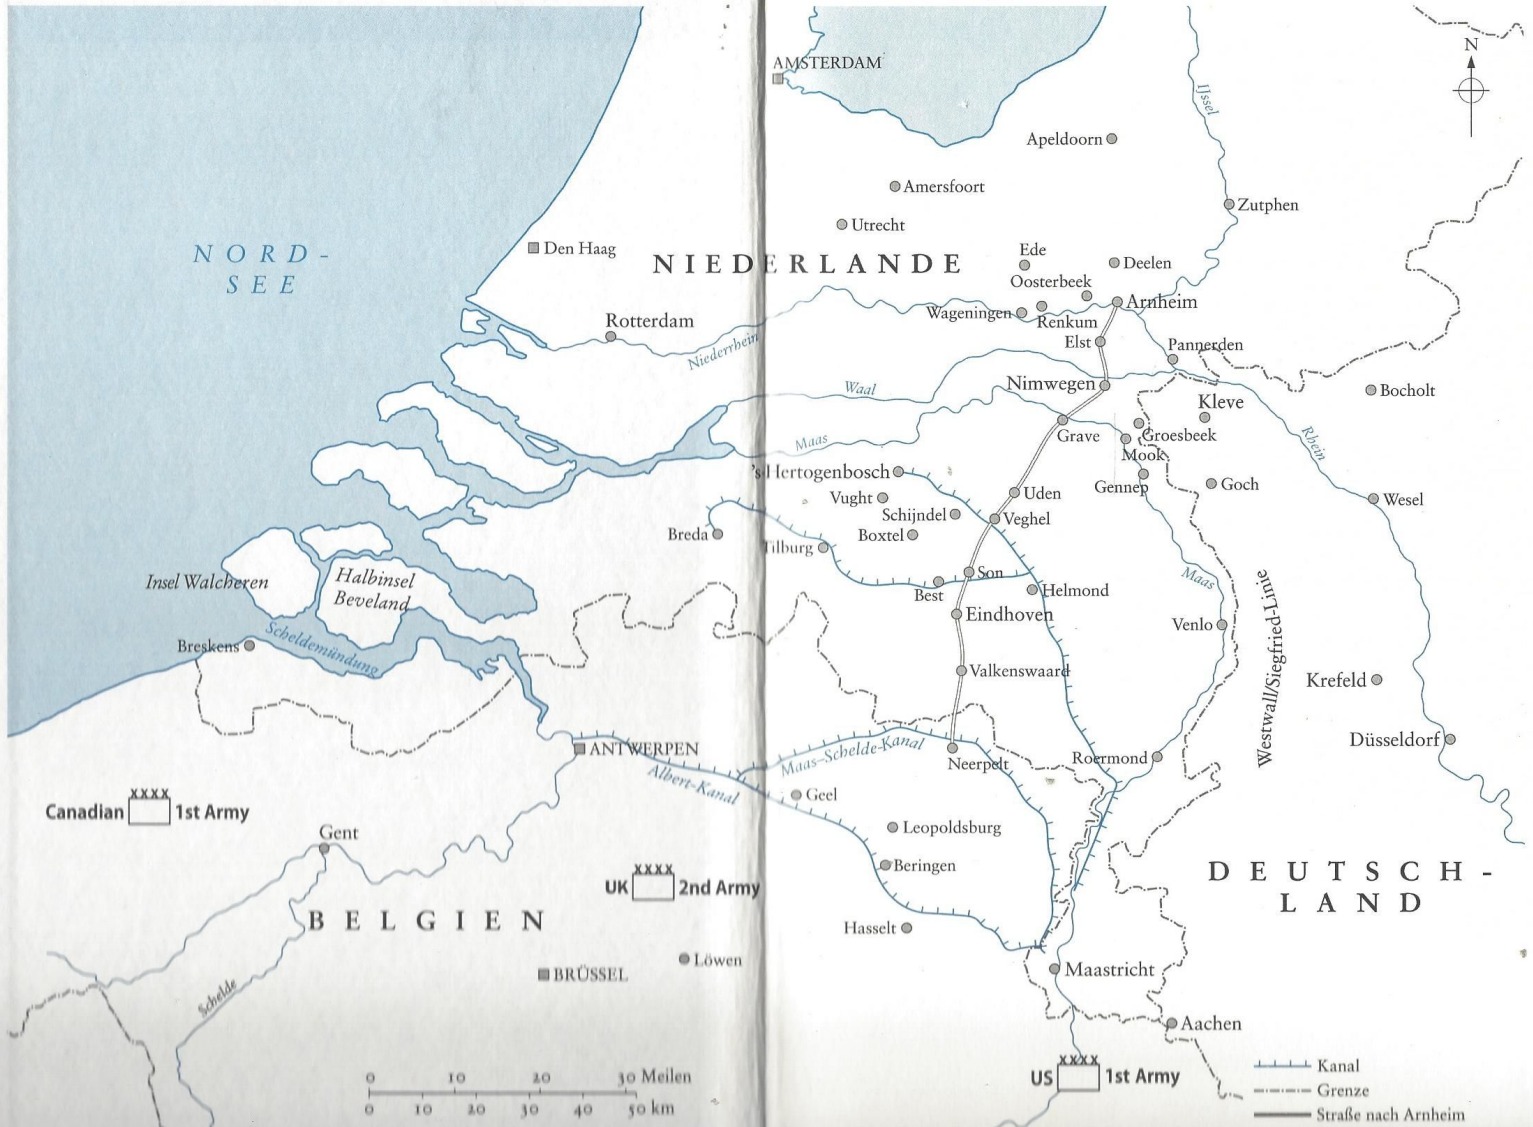 AMSTERDAM
N
IJssel
Apeldoorn
Amersfoort
Zutphen
Utrecht
NORD-
SEE
Den Haag
NIEDERLANDE
Ede
Deelen
Oosterbeek
Arnheim
Wageningen
Renkum
Rotterdam
Elst
Niederrhein
Pannerden
Nimwegen
Waal
Bocholt
Kleve
Grave
Groesbeek
Maas
Mook
Rhein
's-Hertogenbosch
Gennep
Goch
Vught
Uden
Wesel
Schijndel
Veghel
Breda
Boxtel
Tilburg
Son
Insel Walcheren
Halbinsel
Beveland
Best
Helmond
Maas
Eindhoven
Venlo
Westwall/Siegfried-Linie
Breskens
Scheldemündung
Valkenswaard
Krefeld
Düsseldorf
ANTWERPEN
Maas-Schelde-Kanal
Neerpelt
Roermond
Albert-Kanal
Geel
Canadian XXXX 1st Army
Gent
Leopoldsburg
Beringen
DEUTSCH-
LAND
UK XXXX 2nd Army
BELGIEN
Hasselt
Löwen
BRÜSSEL
Maastricht
Schelde
Aachen
US XXXX 1st Army
0 10 20 30 Meilen
0 10 20 30 40 50 km
Kanal
Grenze
Straße nach Arnheim